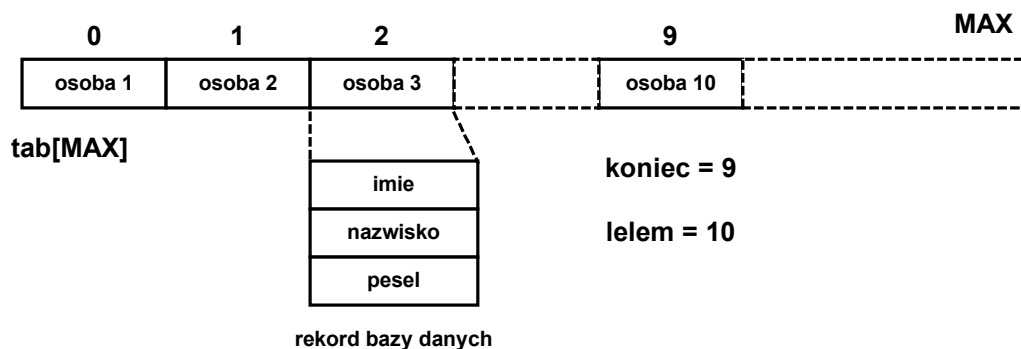 0 1 2 9 MAX
osoba 1 osoba 2 osoba 3 osoba 10
tab[MAX]
koniec = 9
imie
nazwisko
lelem = 10
pesel
rekord bazy danych